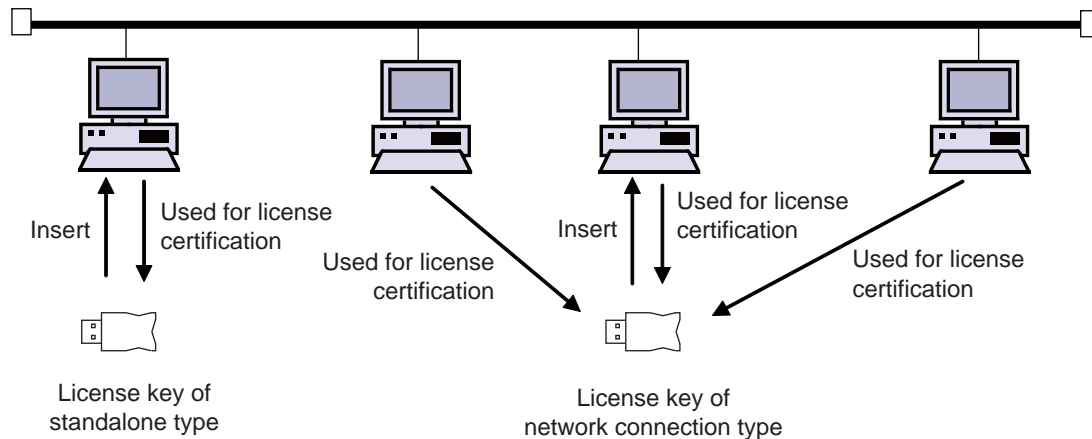 Insert
Used for license
certification
Used for license
certification
Insert
Used for license
certification
Used for license
certification
License key of
standalone type
License key of
network connection type